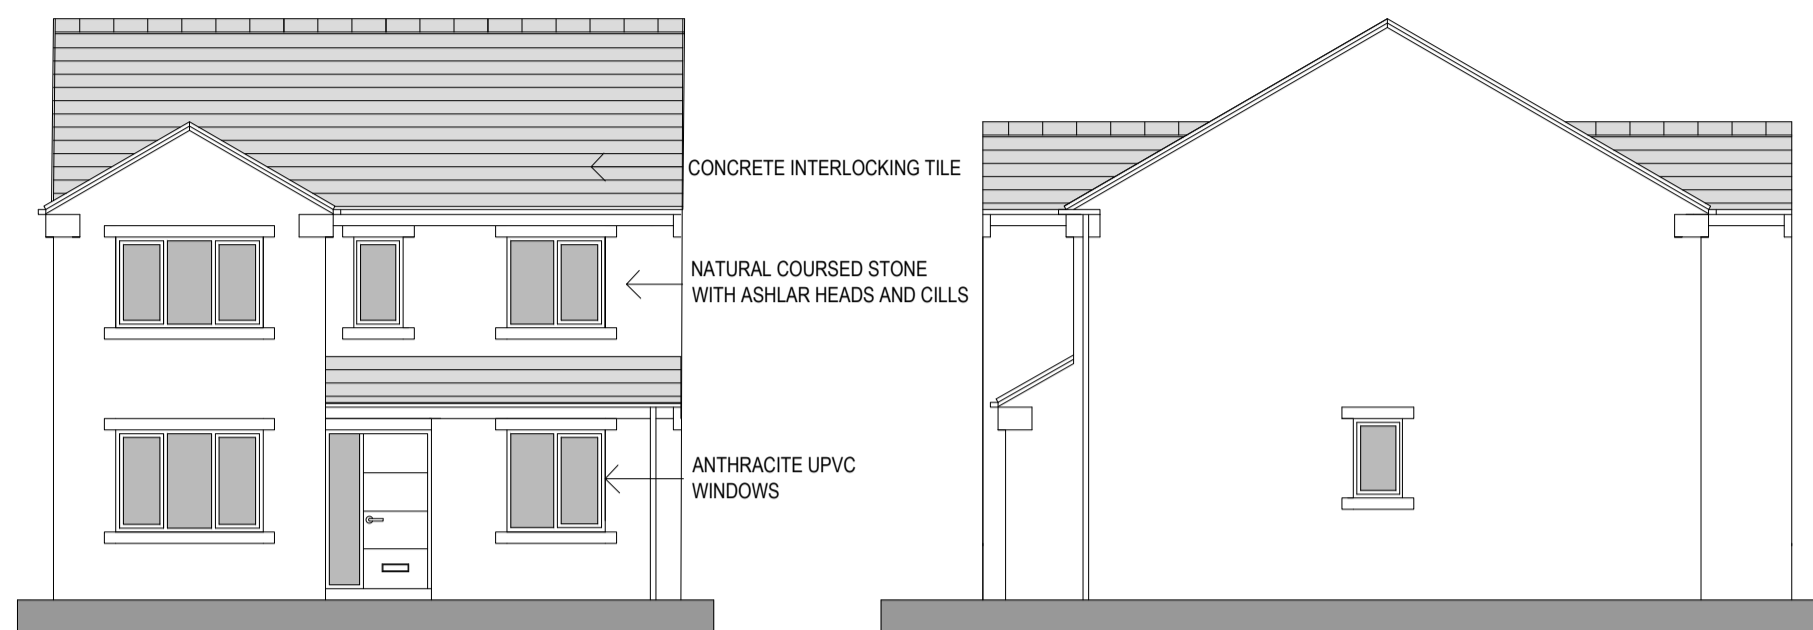 CONCRETE INTERLOCKING TILE
NATURAL COURSED STONE
WITH ASHLAR HEADS AND CILLS
ANTHRACITE UPVC
WINDOWS